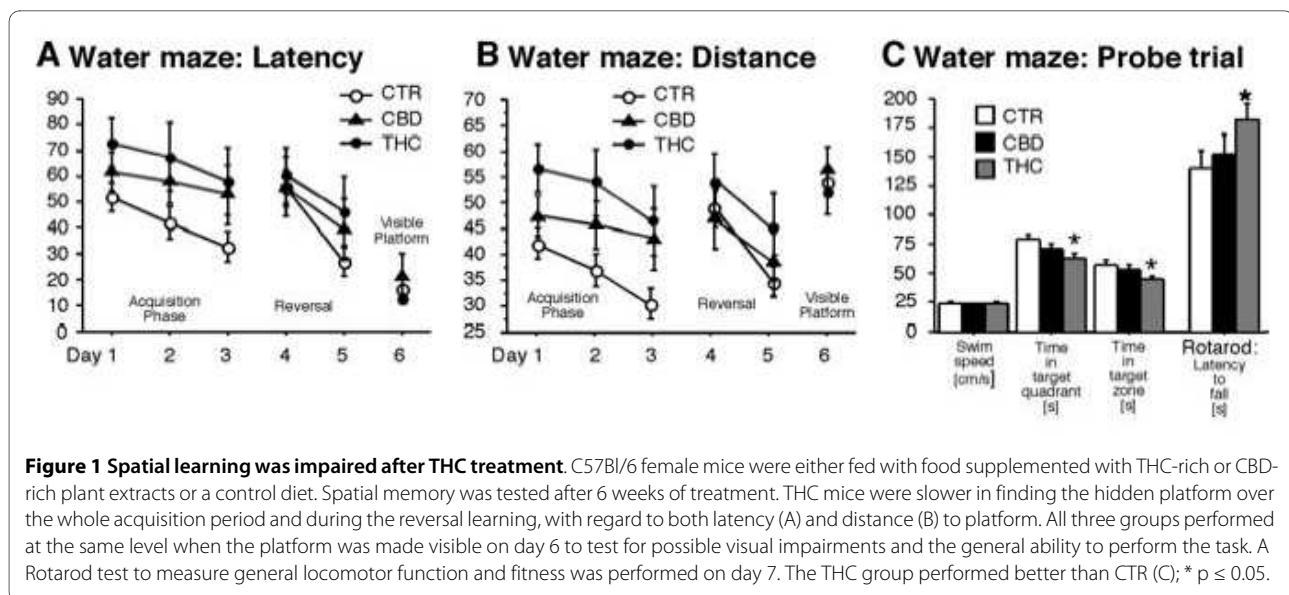 A Water maze: Latency
90
80
70
60
50
40
30
20
10
0
CTR
CBD
THC
Visible
Platform
Acquisition
Phase
Reversal
Day 1
2
3
4
5
6
B Water maze: Distance
70
65
60
55
50
45
40
35
30
25
CTR
CBD
THC
Acquisition
Phase
Reversal
Visible
Platform
Day 1
2
3
4
5
6
C Water maze: Probe trial
200
175
150
125
100
75
50
25
0
CTR
CBD
THC
*
*
*
Swim
speed
[cm/s]
Time
in
target
quadrant
[s]
Time
in
target
zone
[s]
Rotarod:
Latency
to
fall
[s]
Figure 1 Spatial learning was impaired after THC treatment. C57Bl/6 female mice were either fed with food supplemented with THC-rich or CBD-
rich plant extracts or a control diet. Spatial memory was tested after 6 weeks of treatment. THC mice were slower in finding the hidden platform over
the whole acquisition period and during the reversal learning, with regard to both latency (A) and distance (B) to platform. All three groups performed
at the same level when the platform was made visible on day 6 to test for possible visual impairments and the general ability to perform the task. A
Rotarod test to measure general locomotor function and fitness was performed on day 7. The THC group performed better than CTR (C); * p ≤ 0.05.